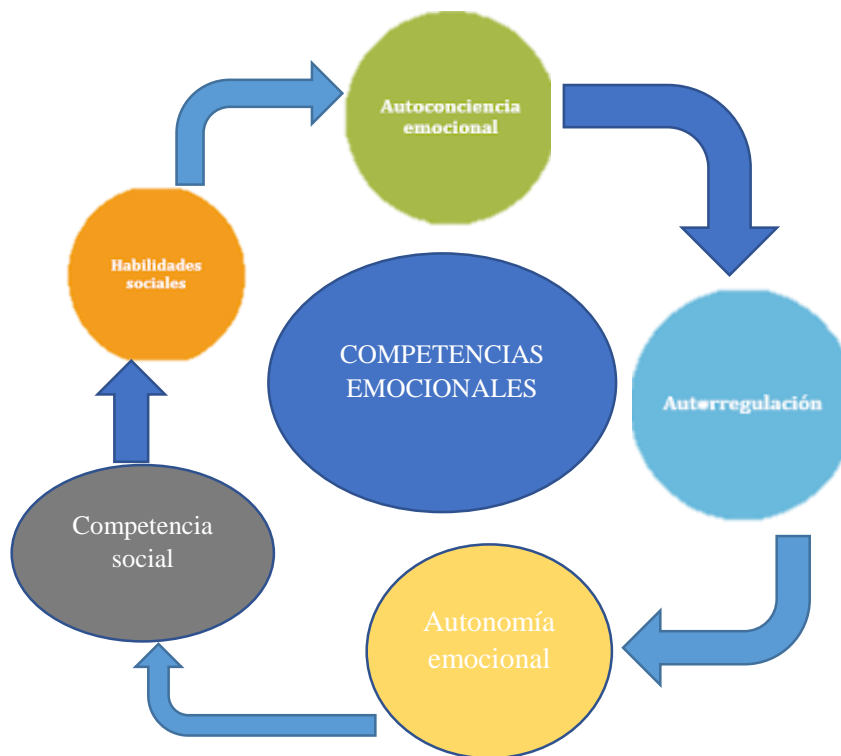 Autoconciencia
emocional
Habilidades
sociales
COMPETENCIAS
EMOCIONALES
Autorregulación
Competencia
social
Autonomía
emocional